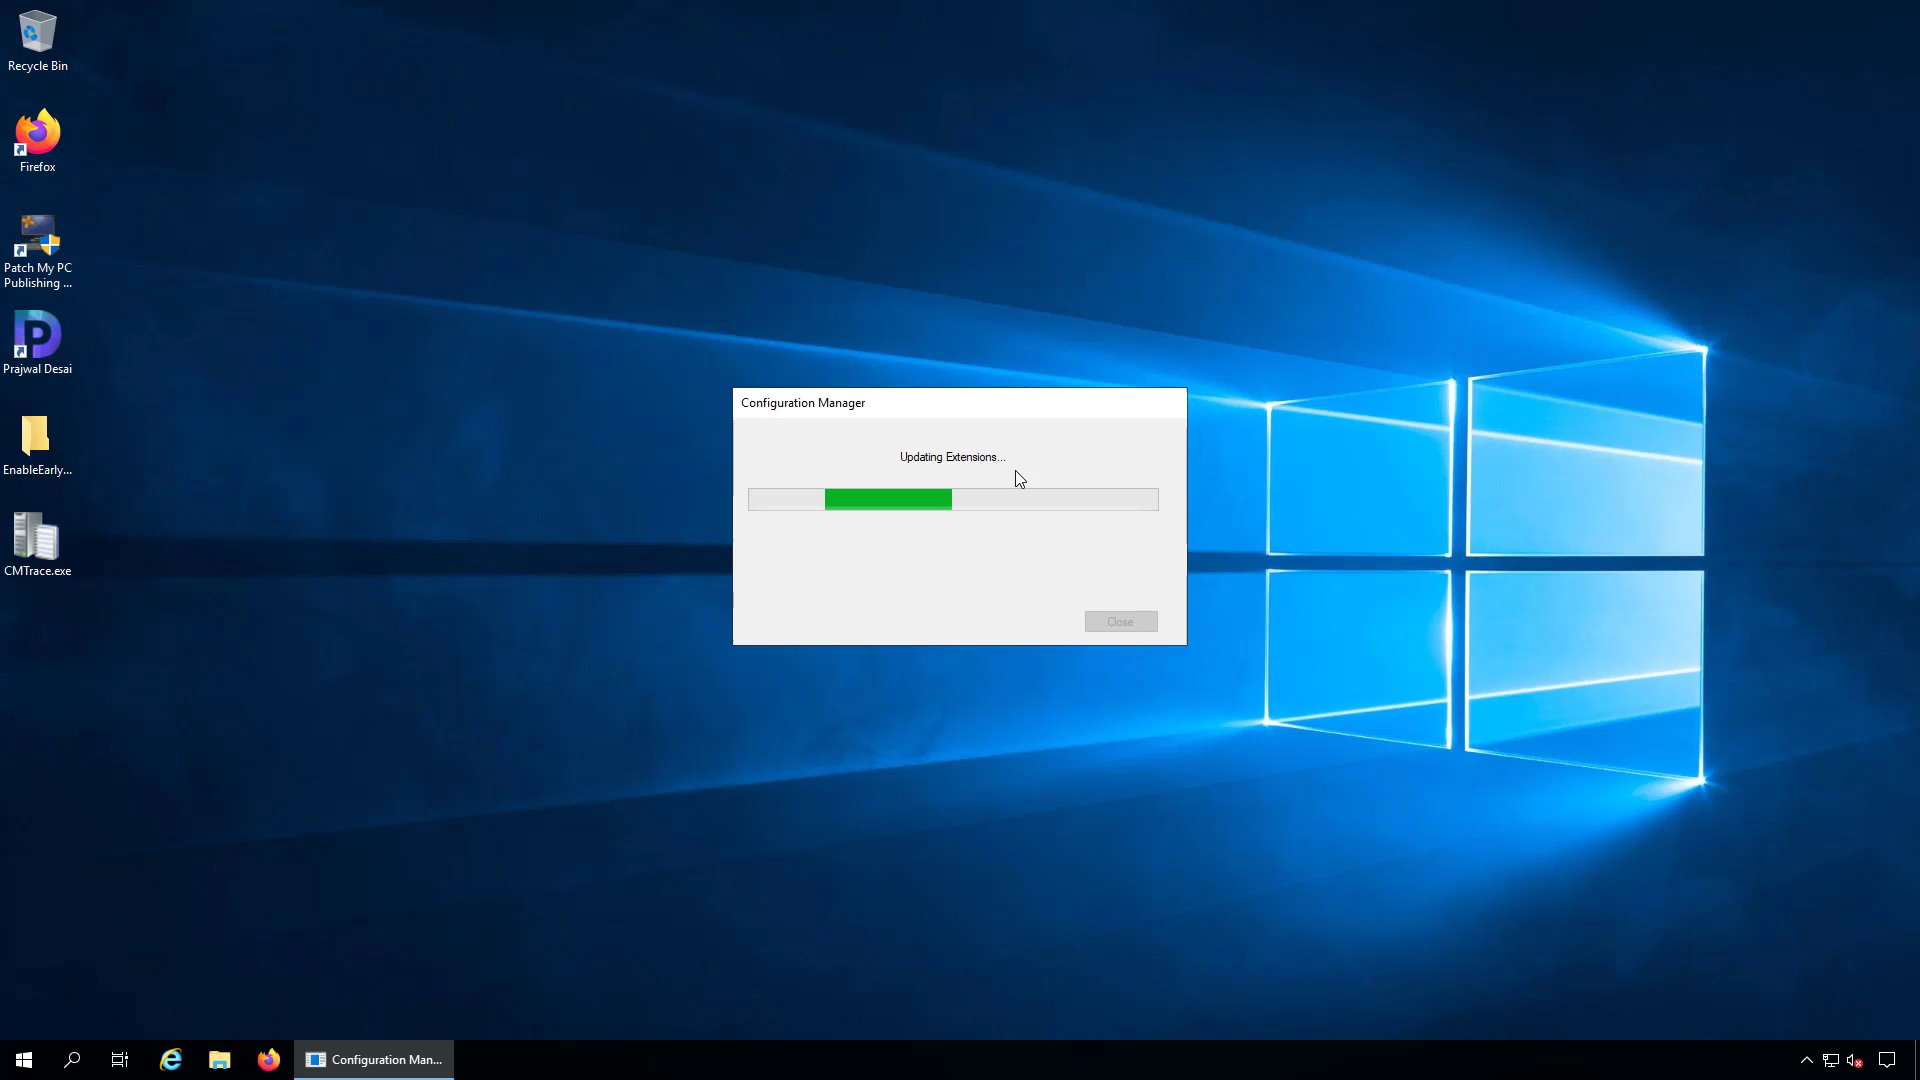 Recycle Bin
Firefox
Patch My PC
Publishing ...
Prajwal Desai
EnableEarly...
CMTrace.exe
Configuration Manager
Updating Extensions...
Close
Configuration Man...